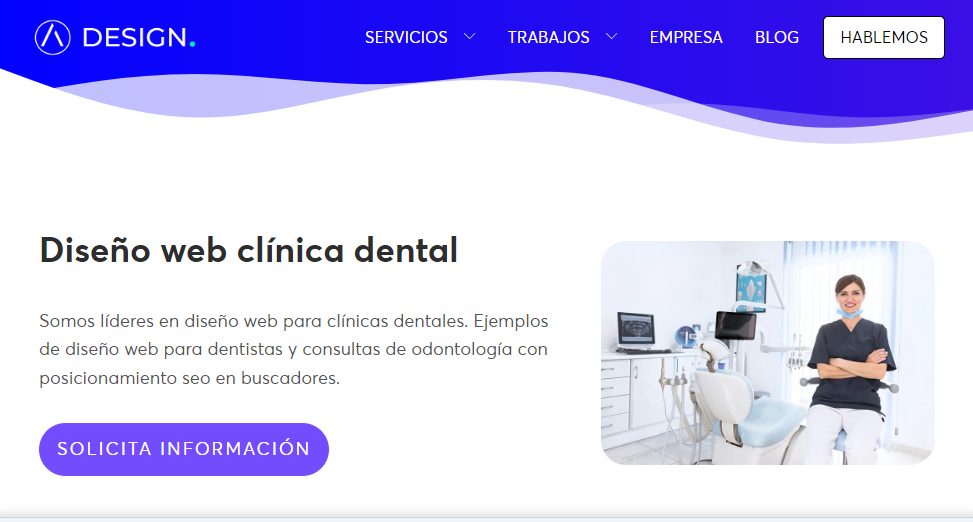 DESIGN.
SERVICIOS
TRABAJOS
EMPRESA
BLOG
HABLEMOS
Diseño web clínica dental
Somos líderes en diseño web para clínicas dentales. Ejemplos
de diseño web para dentistas y consultas de odontología con
posicionamiento seo en buscadores.
SOLICITA INFORMACIÓN